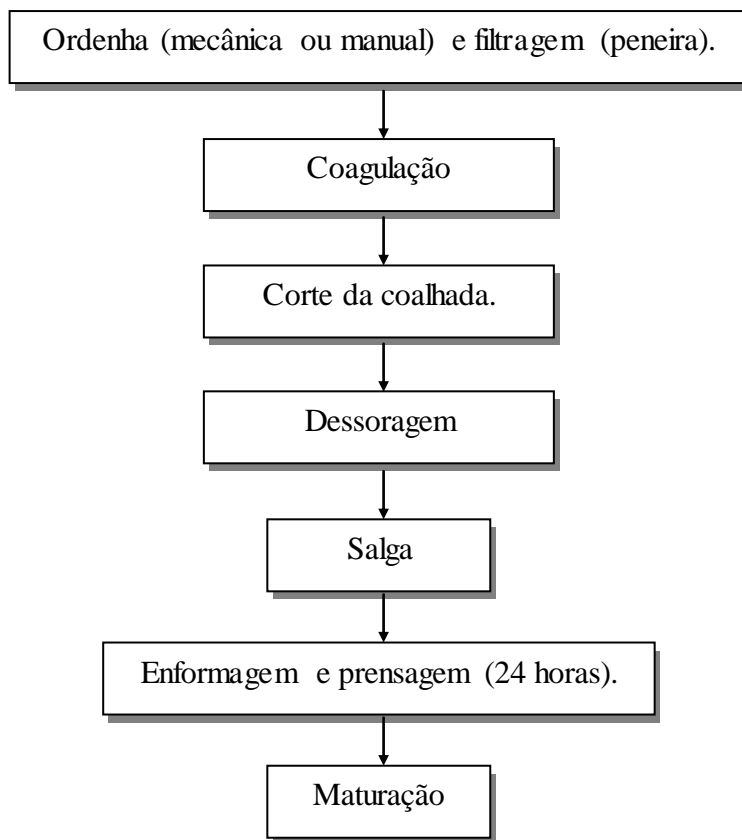 Ordenha (mecânica ou manual) e filtragem (peneira).
Coagulação
Corte da coalhada.
Dessoragem
Salga
Enformagem e prensagem (24 horas).
Maturação